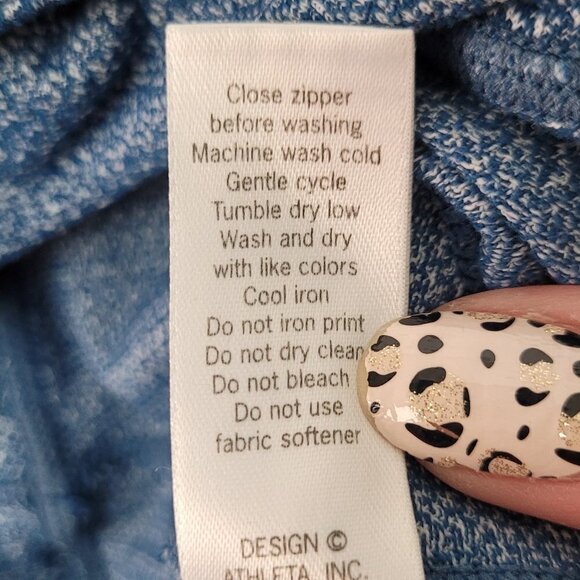 Close zipper
before washing
Machine wash cold
Gentle cycle
Tumble dry low
Wash and dry
with like colors
Cool iron
Do not iron print
Do not dry clean
Do not bleach
Do not use
fabric softener
DESIGN ©
ATHLETA INC.